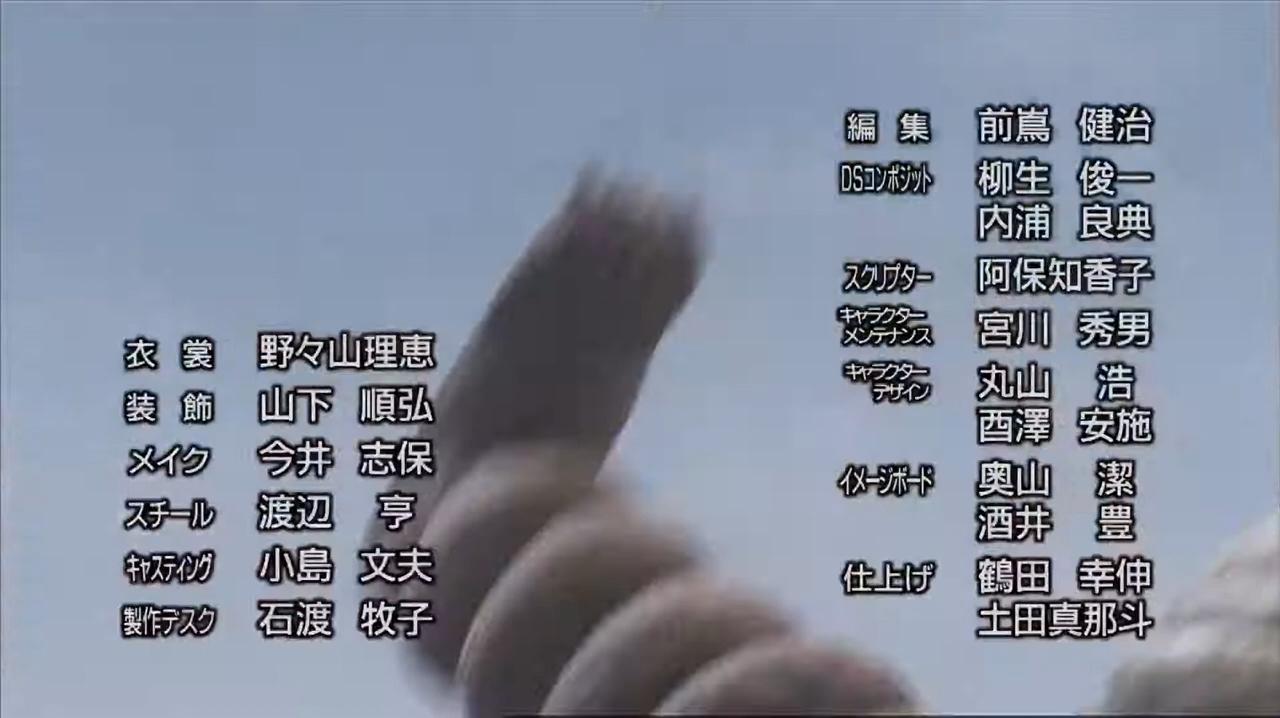 衣裳 野々山理恵
装飾 山下 順弘
メイク 今井 志保
スチール 渡辺 亨
キャスティング 小島 文夫
製作デスク 石渡 牧子
編集 前嶌 健治
DSコンポジット 柳生 俊一
内浦 良典
スクリプター 阿保知香子
キャラクター
メンテナンス 宮川 秀男
キャラクター
デザイン 丸山 浩
酉澤 安施
イメージボード 奥山 潔
酒井 豊
仕上げ 鶴田 幸伸
土田真那斗